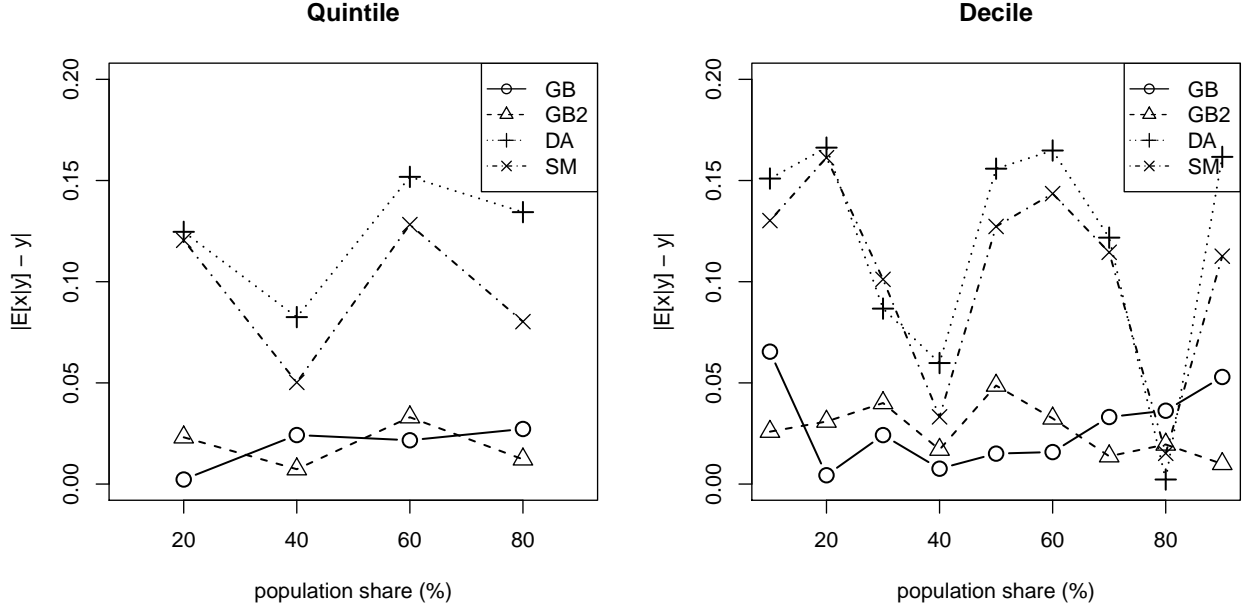 Quintile
0.20
0.15
0.10
0.05
0.00
|E[x|y] − y|
20 40 60 80
population share (%)
GB
GB2
DA
SM
Decile
0.20
0.15
0.10
0.05
0.00
|E[x|y] − y|
20 40 60 80
population share (%)
GB
GB2
DA
SM